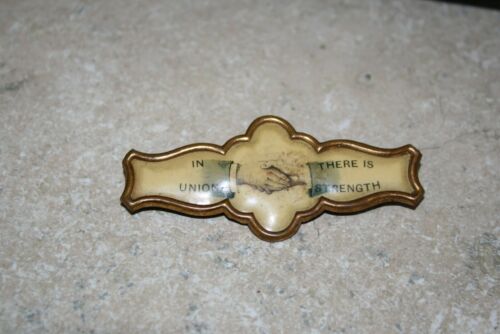 IN
UNION
THERE IS
STRENGTH